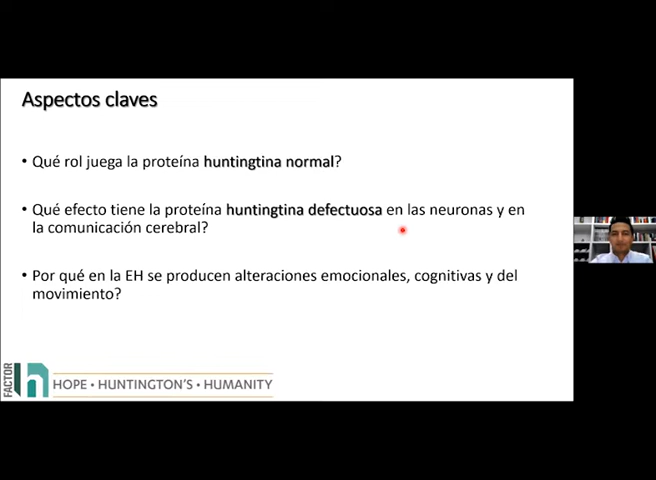 Aspectos claves
• Qué rol juega la proteína huntingtina normal?
• Qué efecto tiene la proteína huntingtina defectuosa en las neuronas y en
la comunicación cerebral?
• Por qué en la EH se producen alteraciones emocionales, cognitivas y del
movimiento?
FACTOR
h
HOPE • HUNTINGTON'S • HUMANITY